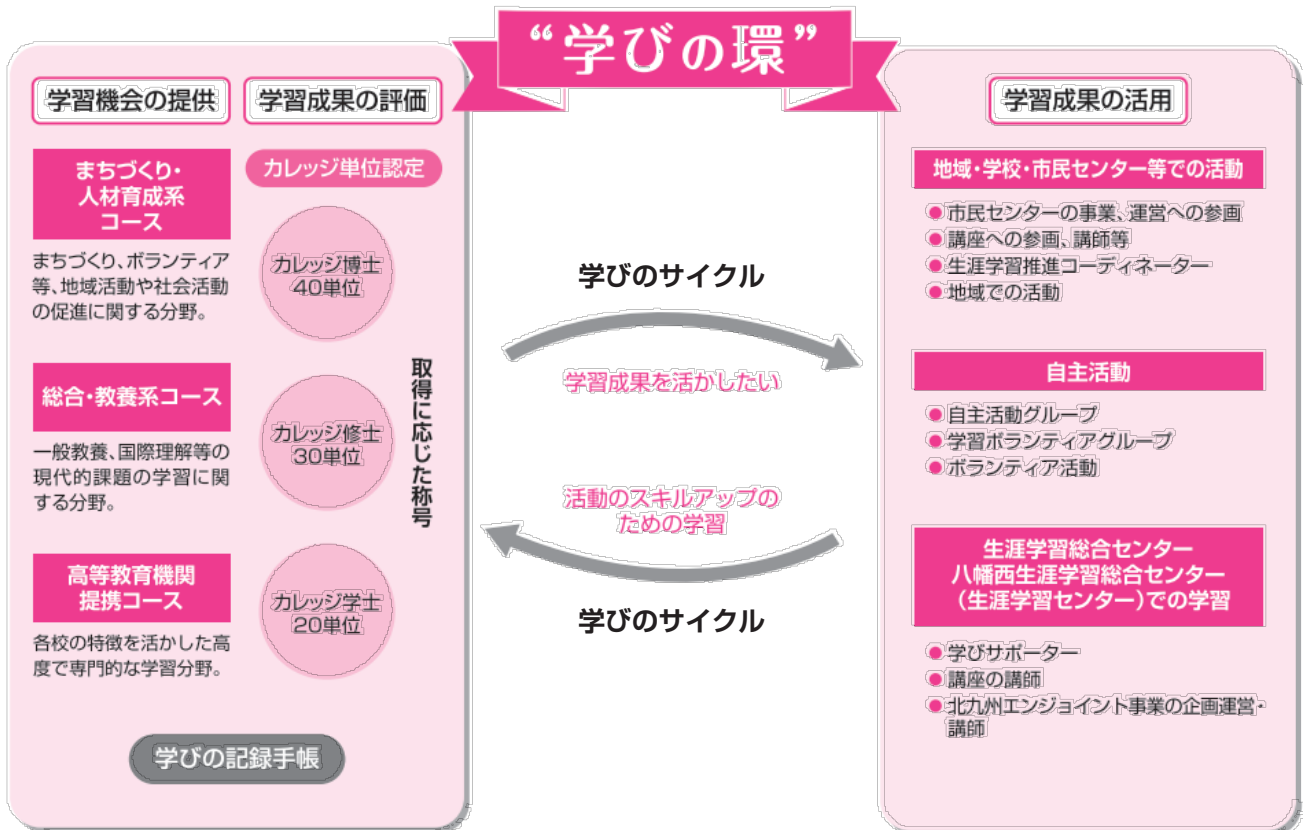 “学びの環”
学習機会の提供
まちづくり・
人材育成系
コース
まちづくり、ボランティア
等、地域活動や社会活動
の促進に関する分野。
総合・教養系コース
一般教養、国際理解等の
現代的課題の学習に関
する分野。
高等教育機関
提携コース
各校の特徴を活かした高
度で専門的な学習分野。
学習成果の評価
カレッジ単位認定
カレッジ博士
40単位
カレッジ修士
30単位
カレッジ学士
20単位
取得に応じた称号
学びの記録手帳
学びのサイクル
学習成果を活かしたい
活動のスキルアップの
ための学習
学びのサイクル
学習成果の活用
地域・学校・市民センター等での活動
●市民センターの事業、運営への参画
●講座への参画、講師等
●生涯学習推進コーディネーター
●地域での活動
自主活動
●自主活動グループ
●学習ボランティアグループ
●ボランティア活動
生涯学習総合センター
八幡西生涯学習総合センター
（生涯学習センター）での学習
●学びサポーター
●講座の講師
●北九州エンジョイント事業の企画運営・
講師